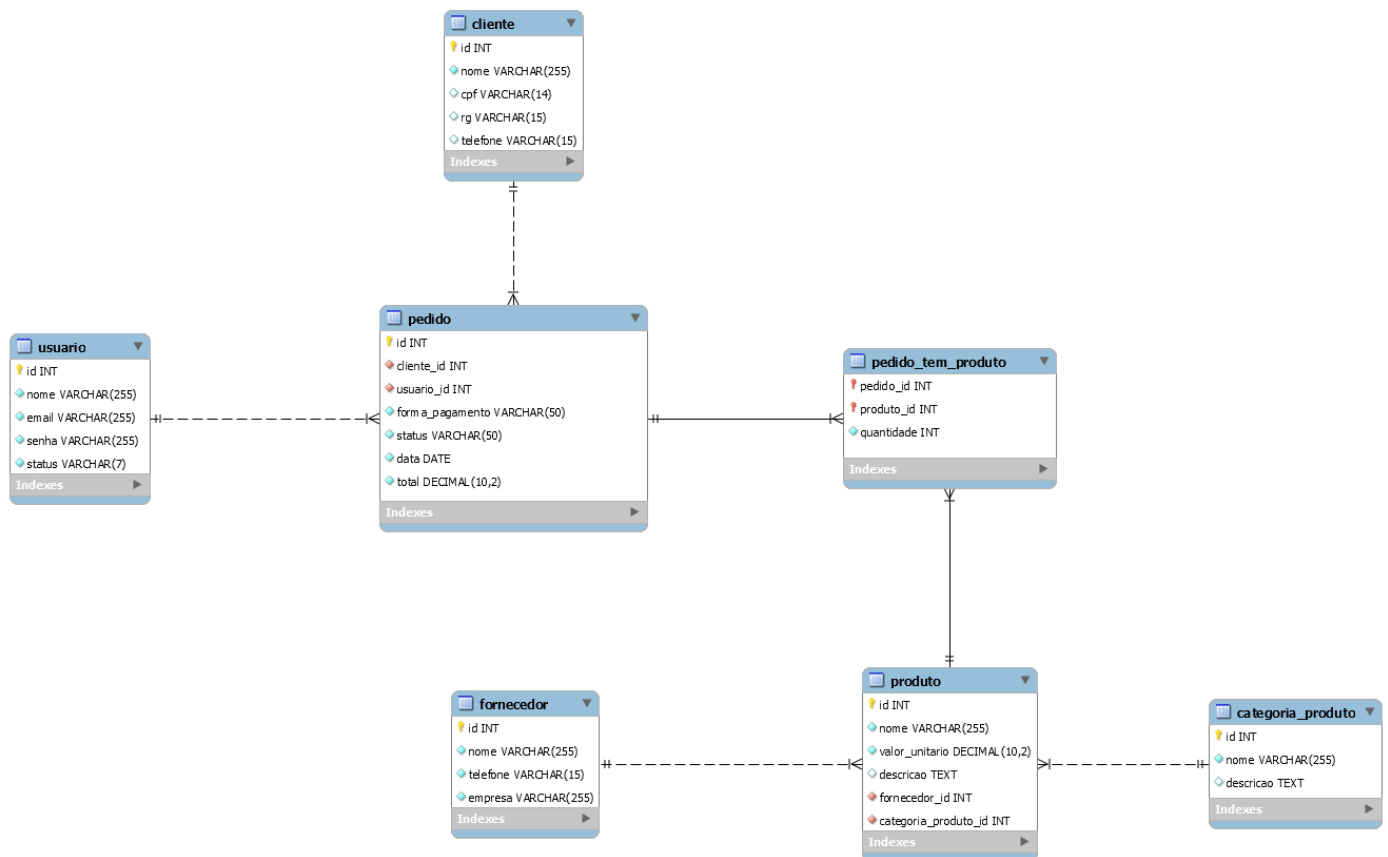 cliente
id INT
nome VARCHAR(255)
cpf VARCHAR(14)
rg VARCHAR(15)
telefone VARCHAR(15)
Indexes
usuario
id INT
nome VARCHAR(255)
email VARCHAR(255)
senha VARCHAR(255)
status VARCHAR(7)
Indexes
pedido
id INT
cliente_id INT
usuario_id INT
forma_pagamento VARCHAR(50)
status VARCHAR(50)
data DATE
total DECIMAL(10,2)
Indexes
pedido_tem_produto
pedido_id INT
produto_id INT
quantidade INT
Indexes
fornecedor
id INT
nome VARCHAR(255)
telefone VARCHAR(15)
empresa VARCHAR(255)
Indexes
produto
id INT
nome VARCHAR(255)
valor_unitario DECIMAL(10,2)
descricao TEXT
fornecedor_id INT
categoria_produto_id INT
Indexes
categoria_produto
id INT
nome VARCHAR(255)
descricao TEXT
Indexes